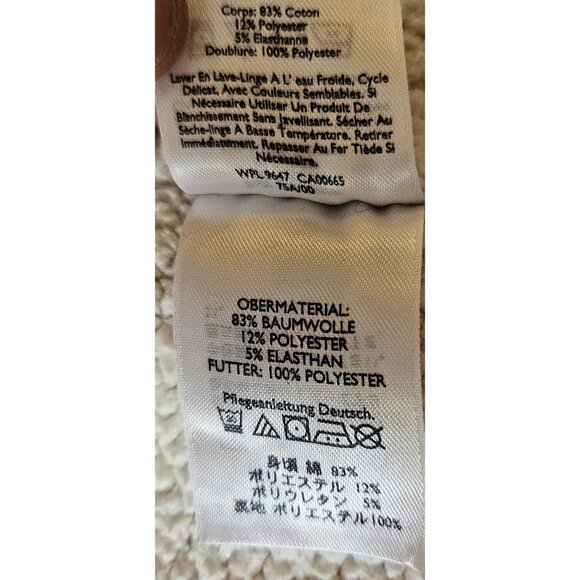 Corps: 83% Coton
12% Polyester
5% Elasthanne
Doublure: 100% Polyester
Laver En Lave-Linge A L' eau Froide, Cycle
Délicat, Avec Couleurs Semblables. Si
Nécessaire Utiliser Un Produit De
Blanchissement Sans Javellisant. Sécher Au
Sèche-linge A Basse Température. Retirer
Immédiatement. Repasser Au Fer Tiède Si
Nécessaire.
WPL 9647 CA00665
75A/00
OBERMATERIAL:
83% BAUMWOLLE
12% POLYESTER
5% ELASTHAN
FUTTER: 100% POLYESTER
Pflegeanleitung Deutsch.
身頃 綿 83%
ポリエステル 12%
ポリウレタン 5%
裏地 ポリエステル100%